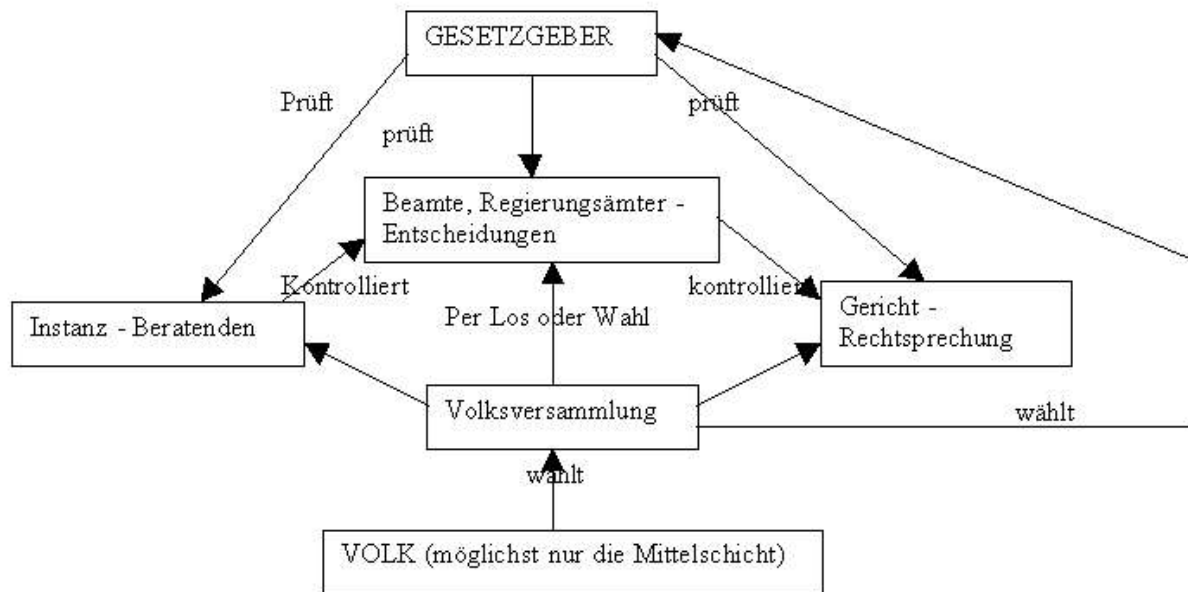 GESETZGEBER
Prüft
prüft
prüft
Beamte, Regierungsämter -
Entscheidungen
Kontrolliert
kontrolliert
Instanz - Beratenden
Per Los oder Wahl
Gericht -
Rechtsprechung
Volksversammlung
wählt
wählt
VOLK (möglichst nur die Mittelschicht)